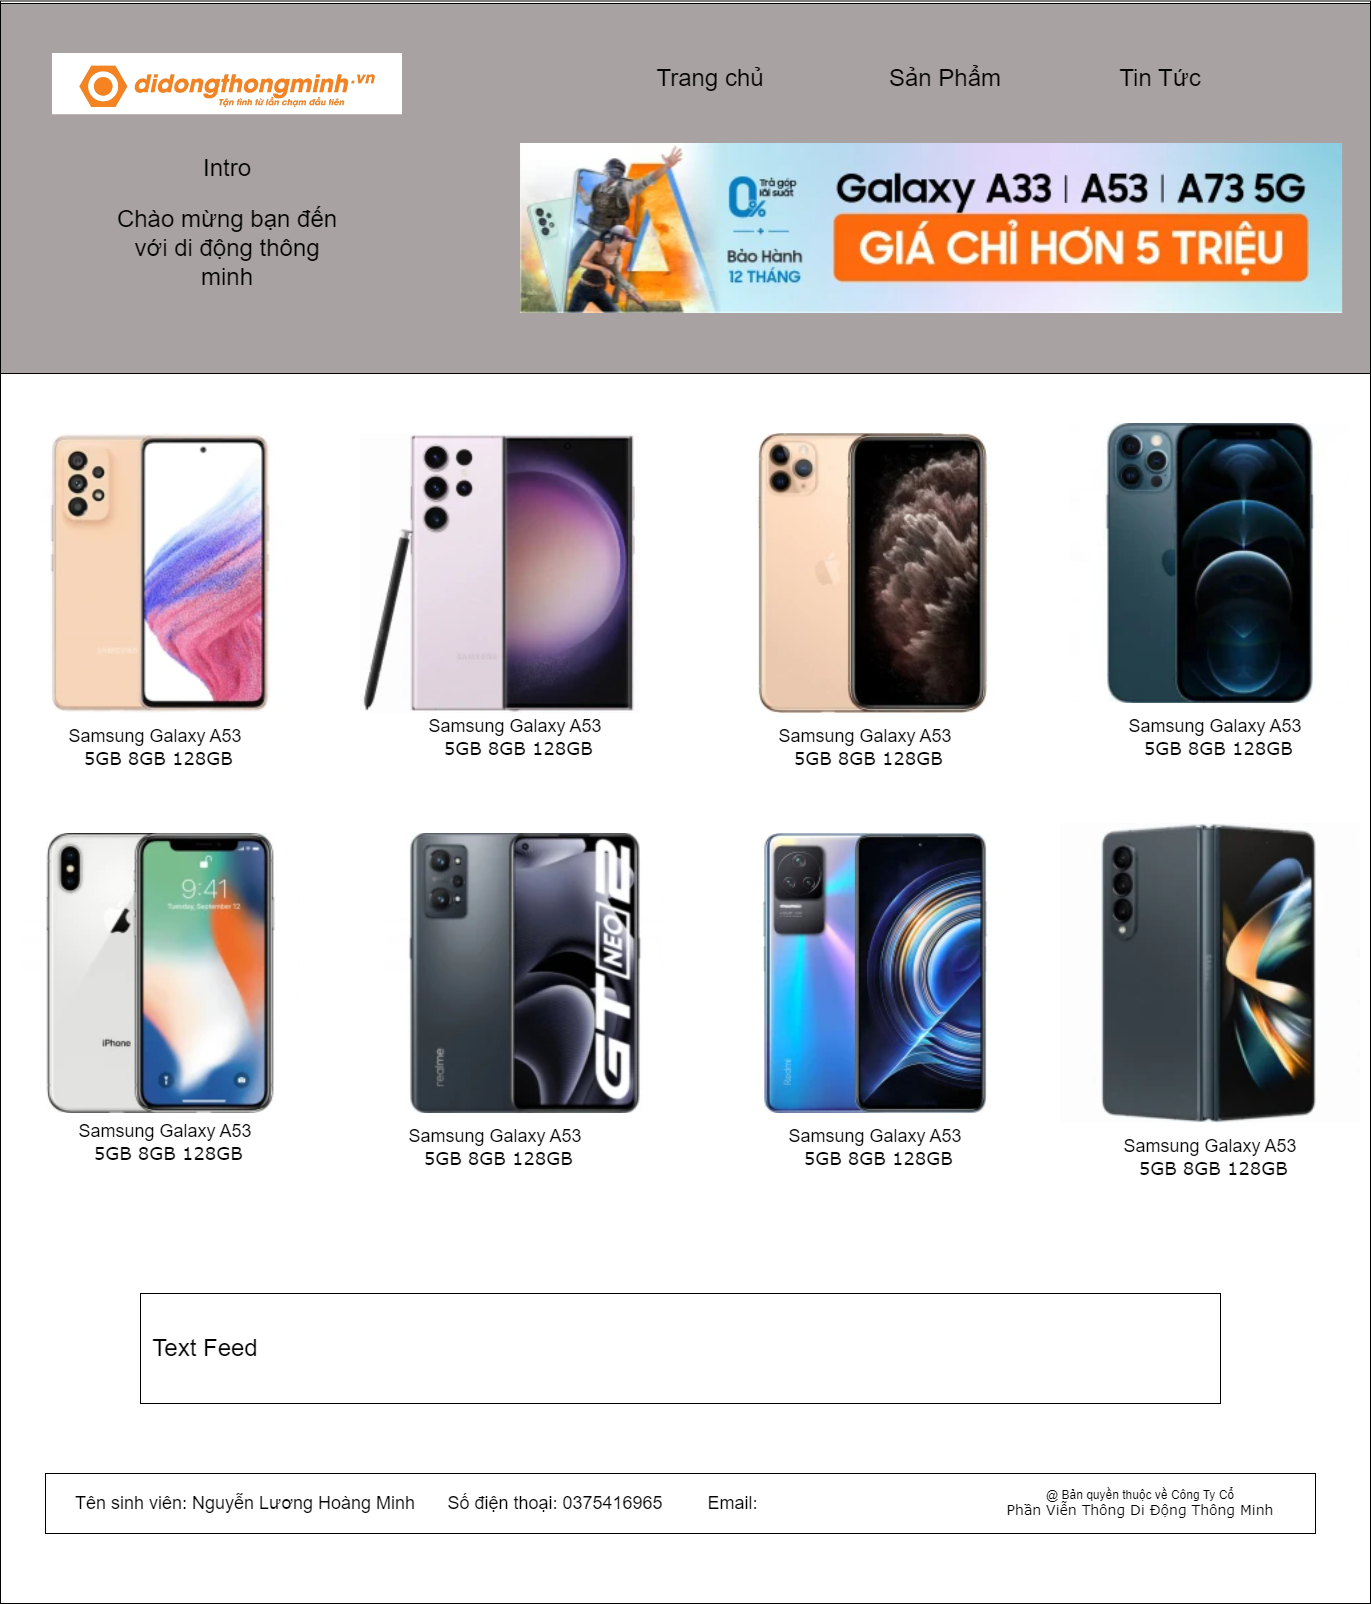 didongthongminh.vn
Tận tình từ lần chạm đầu tiên
Trang chủ
Sản Phẩm
Tin Tức
Intro
Chào mừng bạn đến
với di động thông
minh
0%
Trả góp
lãi suất
Bảo Hành
12 THÁNG
Galaxy A33 | A53 | A73 5G
GIÁ CHỈ HƠN 5 TRIỆU
SAMSUNG
SAMSUNG
Samsung Galaxy A53
5GB 8GB 128GB
Samsung Galaxy A53
5GB 8GB 128GB
Samsung Galaxy A53
5GB 8GB 128GB
Samsung Galaxy A53
5GB 8GB 128GB
9:41
Tuesday, September 12
iPhone
realme
GT NEO 2
Redmi
SAMSUNG
Samsung Galaxy A53
5GB 8GB 128GB
Samsung Galaxy A53
5GB 8GB 128GB
Samsung Galaxy A53
5GB 8GB 128GB
Samsung Galaxy A53
5GB 8GB 128GB
Text Feed
Tên sinh viên: Nguyễn Lương Hoàng Minh
Số điện thoại: 0375416965
Email:
@ Bản quyền thuộc về Công Ty Cổ
Phần Viễn Thông Di Động Thông Minh